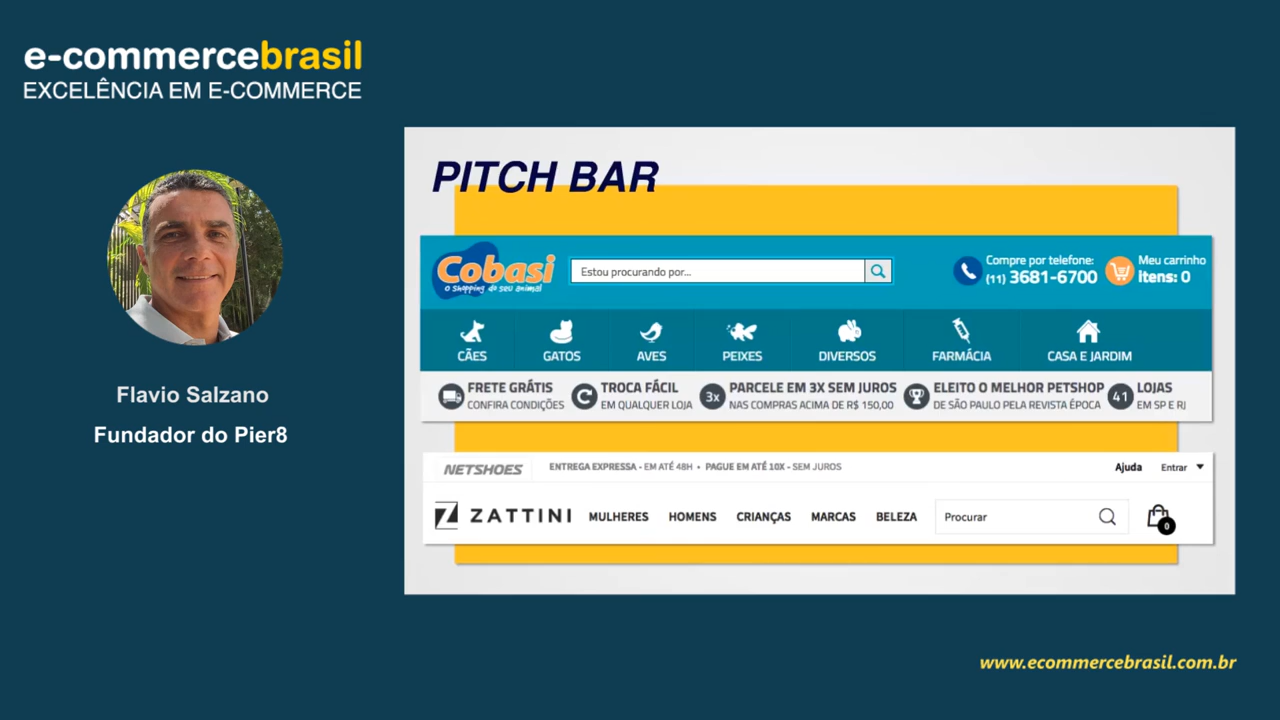 e-commercebrasil
EXCELÊNCIA EM E-COMMERCE
Flavio Salzano
Fundador do Pier8
PITCH BAR
Cobasi
o shopping do seu animal
Estou procurando por...
Compre por telefone:
(11) 3681-6700
Meu carrinho
Itens: 0
CÃES
GATOS
AVES
PEIXES
DIVERSOS
FARMÁCIA
CASA E JARDIM
FRETE GRÁTIS
CONFIRA CONDIÇÕES
TROCA FÁCIL
EM QUALQUER LOJA
3x
PARCELE EM 3X SEM JUROS
NAS COMPRAS ACIMA DE R$ 150,00
ELEITO O MELHOR PETSHOP
DE SÃO PAULO PELA REVISTA ÉPOCA
41
LOJAS
EM SP E RJ
NETSHOES
ENTREGA EXPRESSA - EM ATÉ 48H • PAGUE EM ATÉ 10X - SEM JUROS
Ajuda
Entrar
Z ZATTINI
MULHERES
HOMENS
CRIANÇAS
MARCAS
BELEZA
Procurar
0
www.ecommercebrasil.com.br